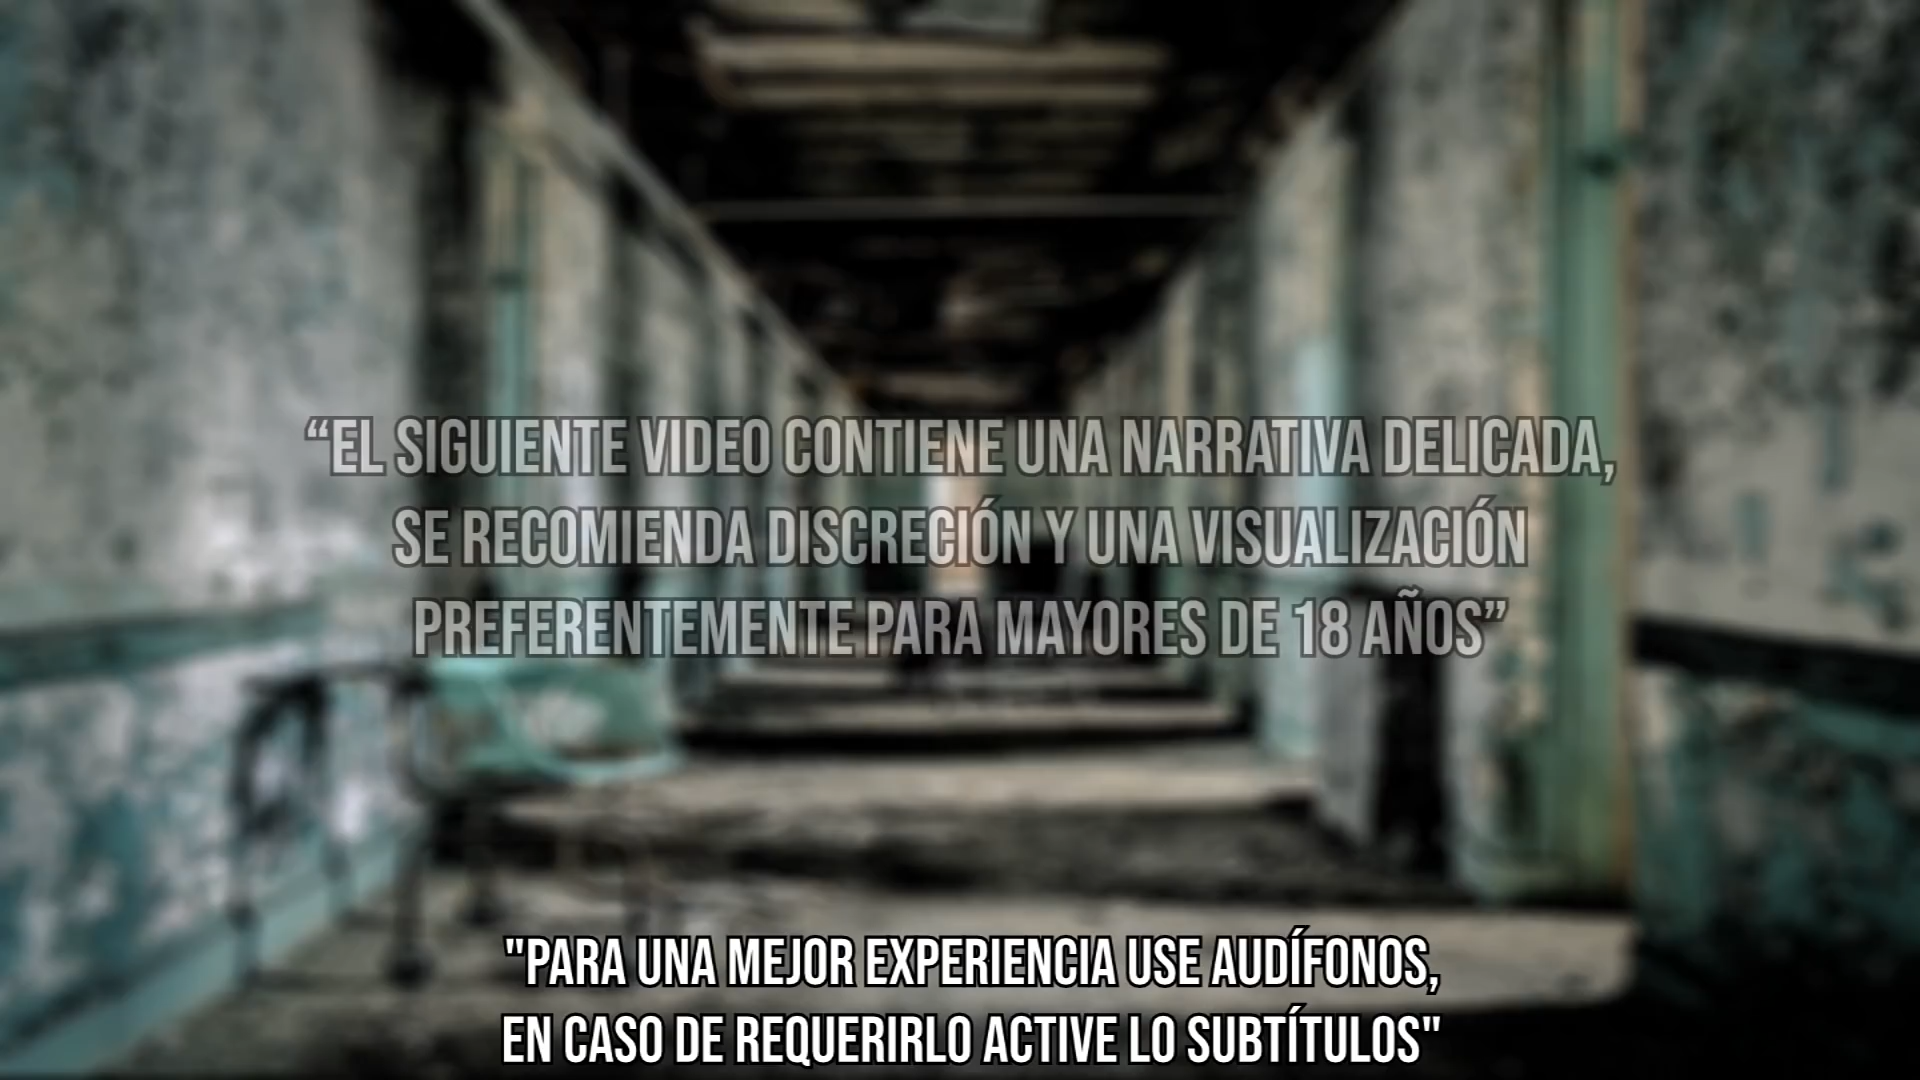 “EL SIGUIENTE VIDEO CONTIENE UNA NARRATIVA DELICADA,
SE RECOMIENDA DISCRECIÓN Y UNA VISUALIZACIÓN
PREFERENTEMENTE PARA MAYORES DE 18 AÑOS”
"PARA UNA MEJOR EXPERIENCIA USE AUDÍFONOS,
EN CASO DE REQUERIRLO ACTIVE LO SUBTÍTULOS"